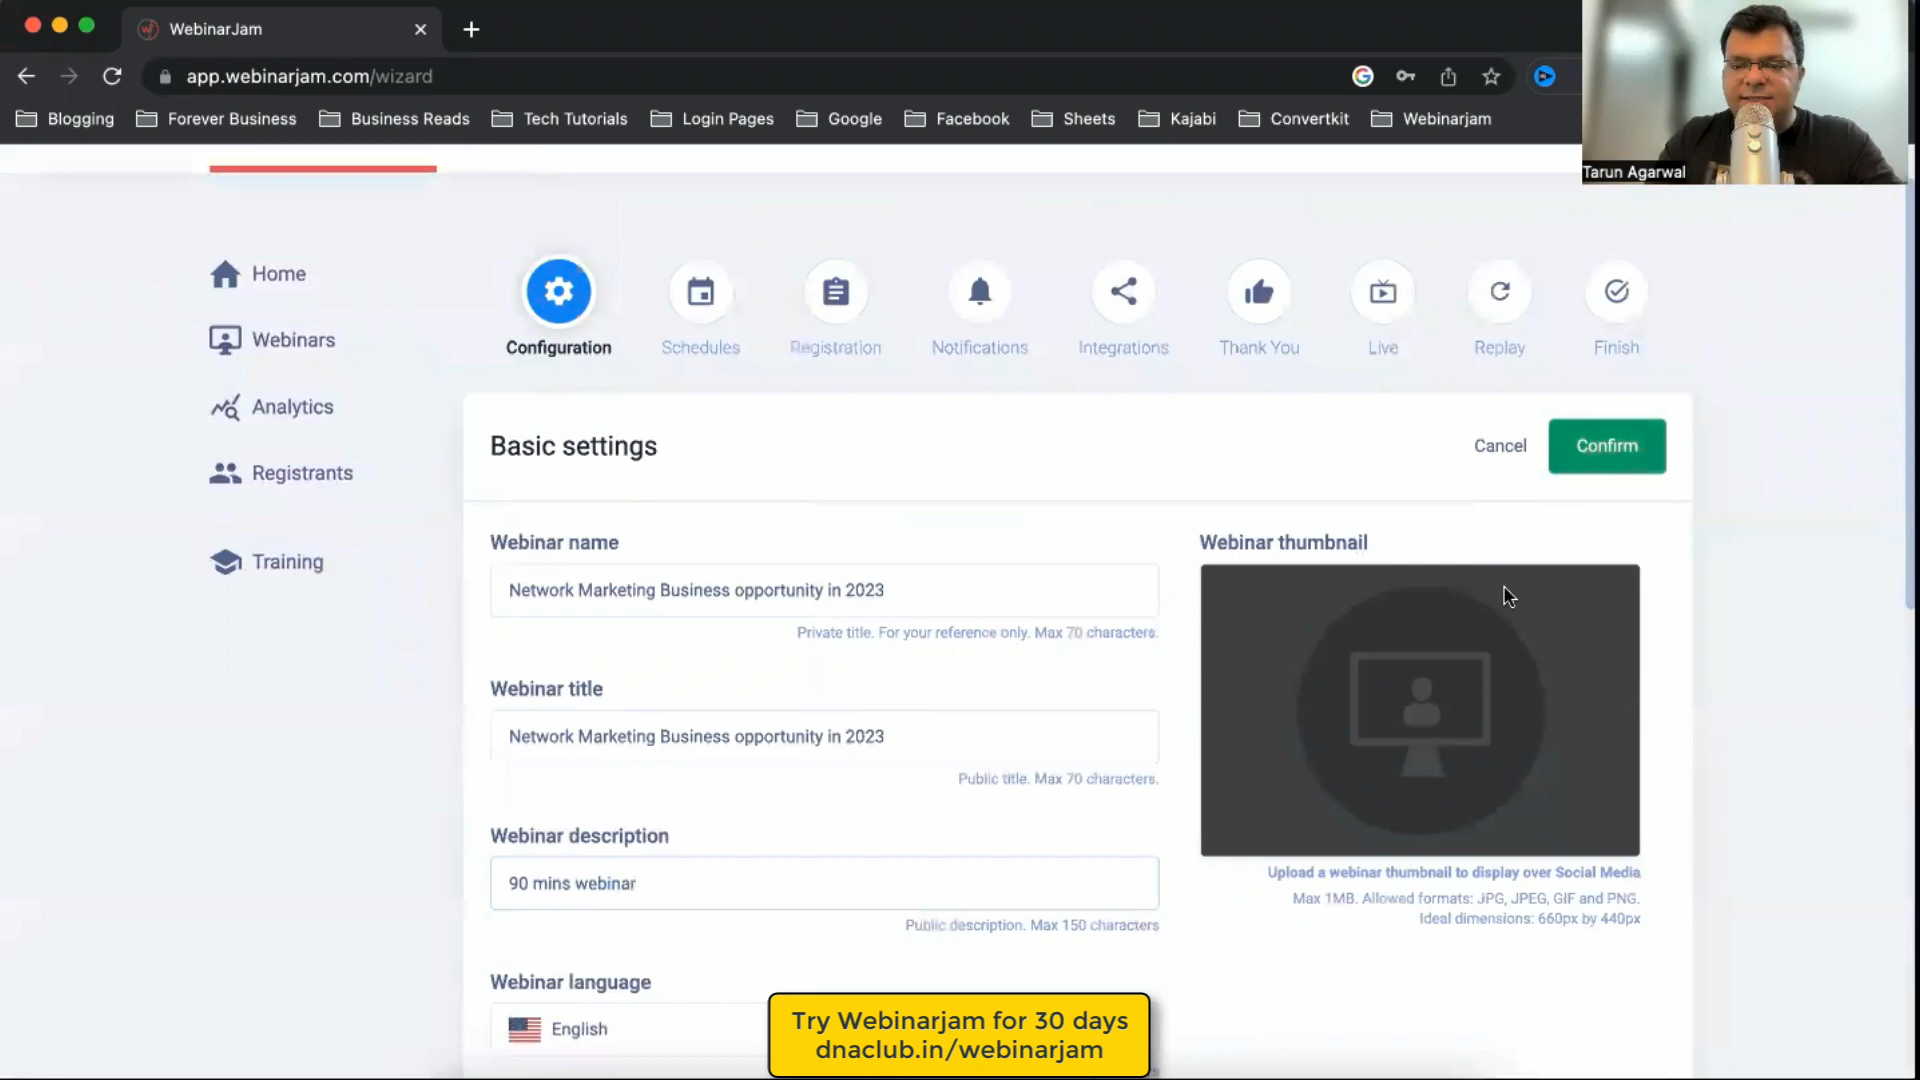 WebinarJam
app.webinarjam.com/wizard
Blogging
Forever Business
Business Reads
Tech Tutorials
Login Pages
Google
Facebook
Sheets
Kajabi
Convertkit
Webinarjam
Tarun Agarwal
Home
Webinars
Analytics
Registrants
Training
Configuration
Schedules
Registration
Notifications
Integrations
Thank You
Live
Replay
Finish
Basic settings
Cancel
Confirm
Webinar name
Network Marketing Business opportunity in 2023
Private title. For your reference only. Max 70 characters.
Webinar title
Network Marketing Business opportunity in 2023
Public title. Max 70 characters.
Webinar description
90 mins webinar
Public description. Max 150 characters
Webinar language
English
Webinar thumbnail
Upload a webinar thumbnail to display over Social Media
Max 1MB. Allowed formats: JPG, JPEG, GIF and PNG.
Ideal dimensions: 660px by 440px
Try Webinarjam for 30 days
dnaclub.in/webinarjam